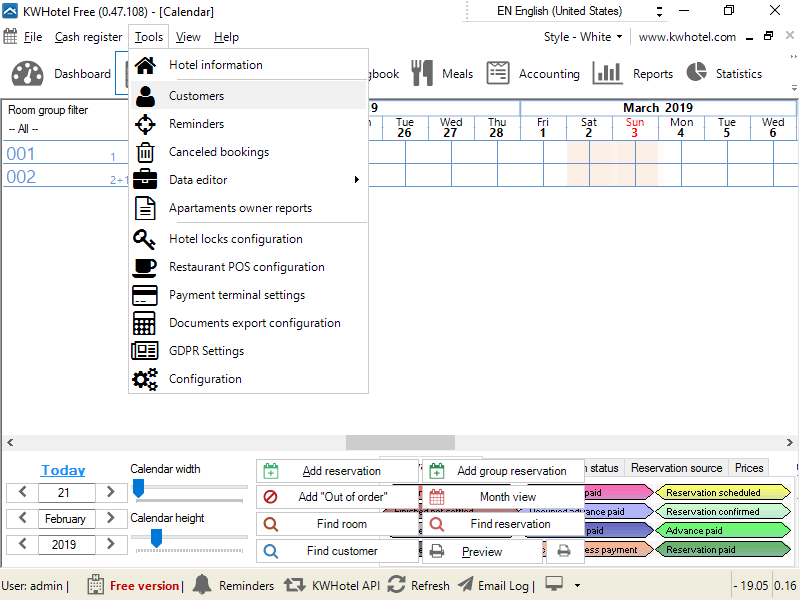 KWHotel Free (0.47.108) - [Calendar]
EN English (United States)
File Cash register Tools View Help
Style - White www.kwhotel.com
Dashboard
gbook Meals Accounting Reports Statistics
Hotel information
Customers
Reminders
Canceled bookings
Data editor
Apartaments owner reports
Hotel locks configuration
Restaurant POS configuration
Payment terminal settings
Documents export configuration
GDPR Settings
Configuration
Room group filter
-- All --
001 1
002 2+1
9 March 2019
Tue Wed Thu Fri Sat Sun Mon Tue Wed
26 27 28 1 2 3 4 5 6
Today
21
February
2019
Calendar width
Calendar height
Add reservation Add group reservation
Add "Out of order" Month view
Find room Find reservation
Find customer Preview
n status Reservation source Prices
paid Reservation scheduled
advance paid Reservation confirmed
paid Advance paid
ess payment Reservation paid
User: admin | Free version | Reminders KWHotel API Refresh Email Log | - 19.05 0.16